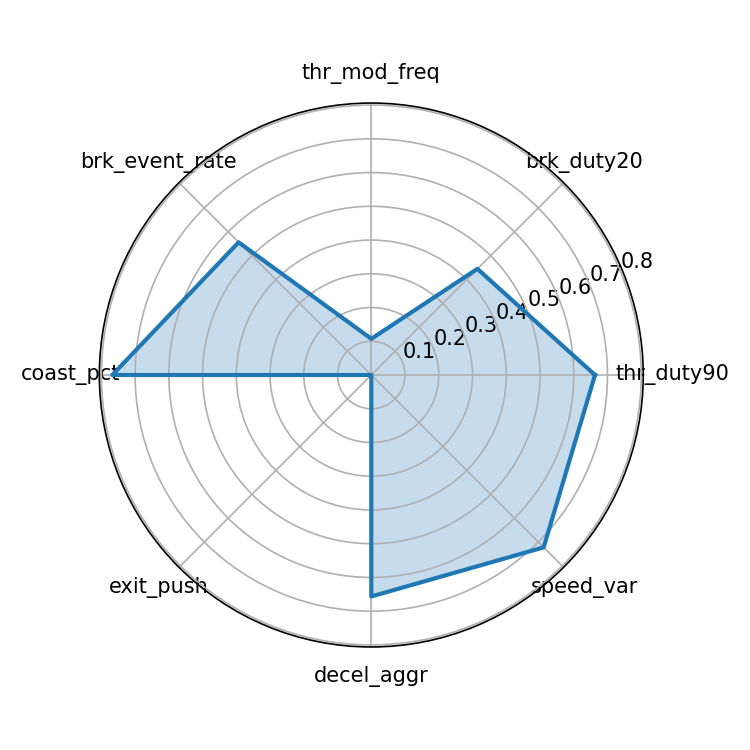 thr_mod_freq
brk_event_rate
brk_duty20
0.8
0.7
0.6
0.5
0.4
0.3
0.2
0.1
coast_pct
thr_duty90
exit_push
speed_var
decel_aggr